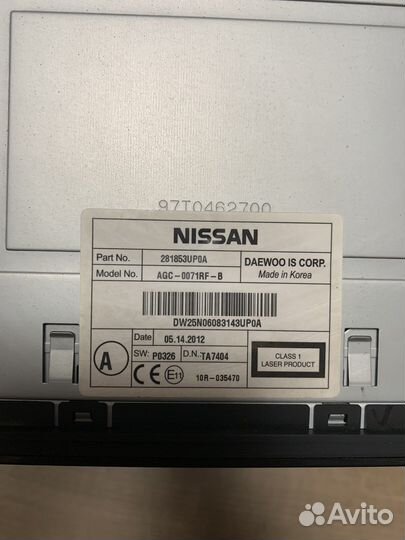 97T0462700
NISSAN
Part No. 281853UP0A DAEWOO IS CORP.
Model No. AGC-0071RF-B Made in Korea
DW25N06083143UP0A
Date 05.14.2012
A SW: P0326 D.N. TA7404
CLASS 1
LASER PRODUCT
CE E11 10R-035470
Avito